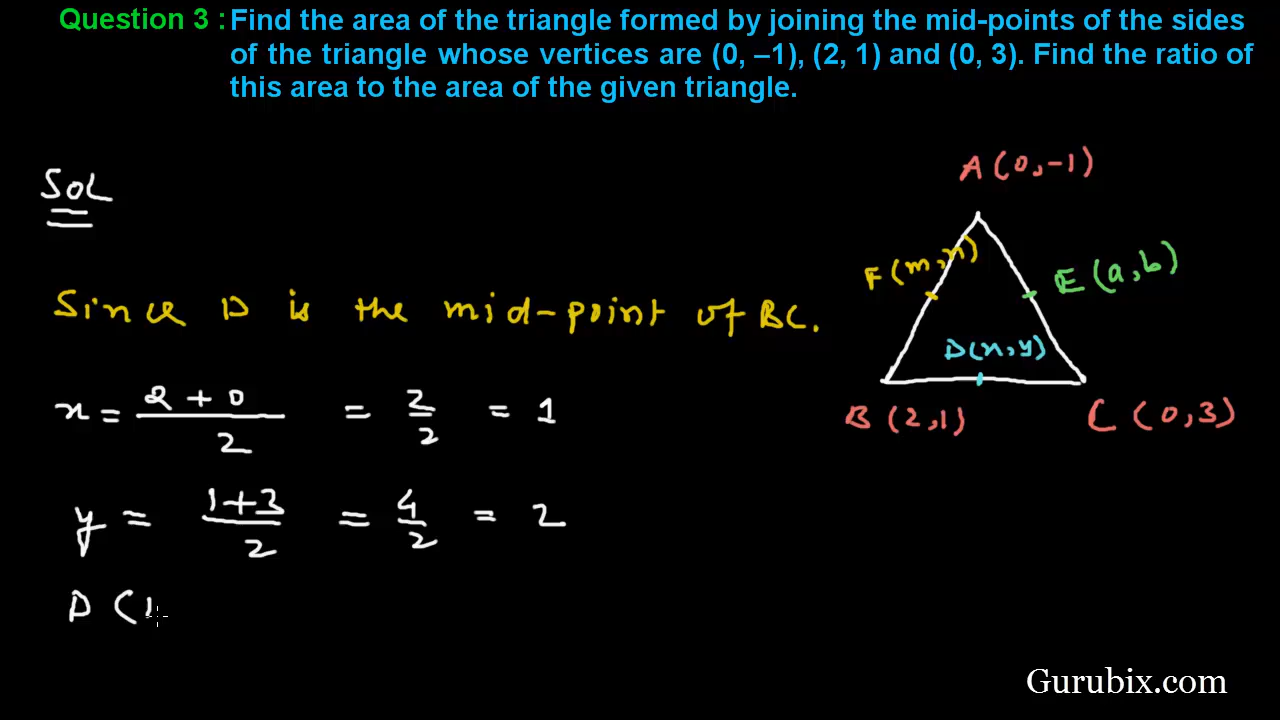 Question 3 : Find the area of the triangle formed by joining the mid-points of the sides
of the triangle whose vertices are (0, –1), (2, 1) and (0, 3). Find the ratio of
this area to the area of the given triangle.
SOL
A (0, -1)
F (m, n)
E (a, b)
Since D is the mid-point of BC.
D(x, y)
x = 2 + 0 / 2 = 2/2 = 1
B (2, 1)
C (0, 3)
y = 1+3 / 2 = 4/2 = 2
D (1
Gurubix.com